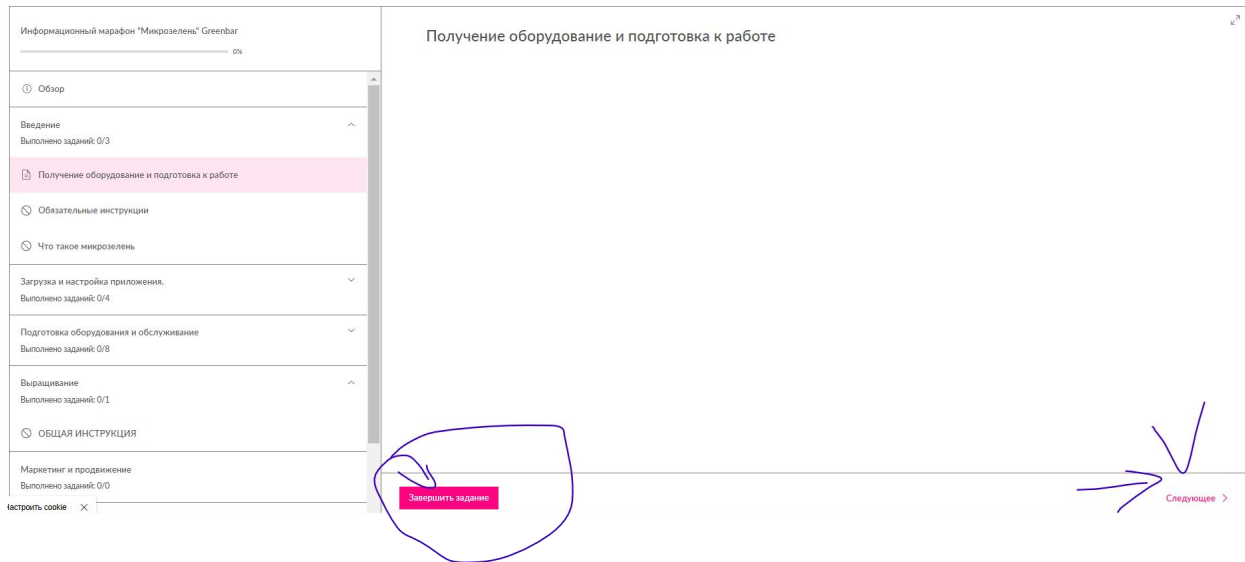 Информационный марафон "Микрозелень" Greenbar
0%
Обзор
Введение
Выполнено заданий: 0/3
Получение оборудование и подготовка к работе
Обязательные инструкции
Что такое микрозелень
Загрузка и настройка приложения.
Выполнено заданий: 0/4
Подготовка оборудования и обслуживание
Выполнено заданий: 0/8
Выращивание
Выполнено заданий: 0/1
ОБЩАЯ ИНСТРУКЦИЯ
Маркетинг и продвижение
Выполнено заданий: 0/0
Настроить cookie
Получение оборудование и подготовка к работе
Завершить задание
Следующее